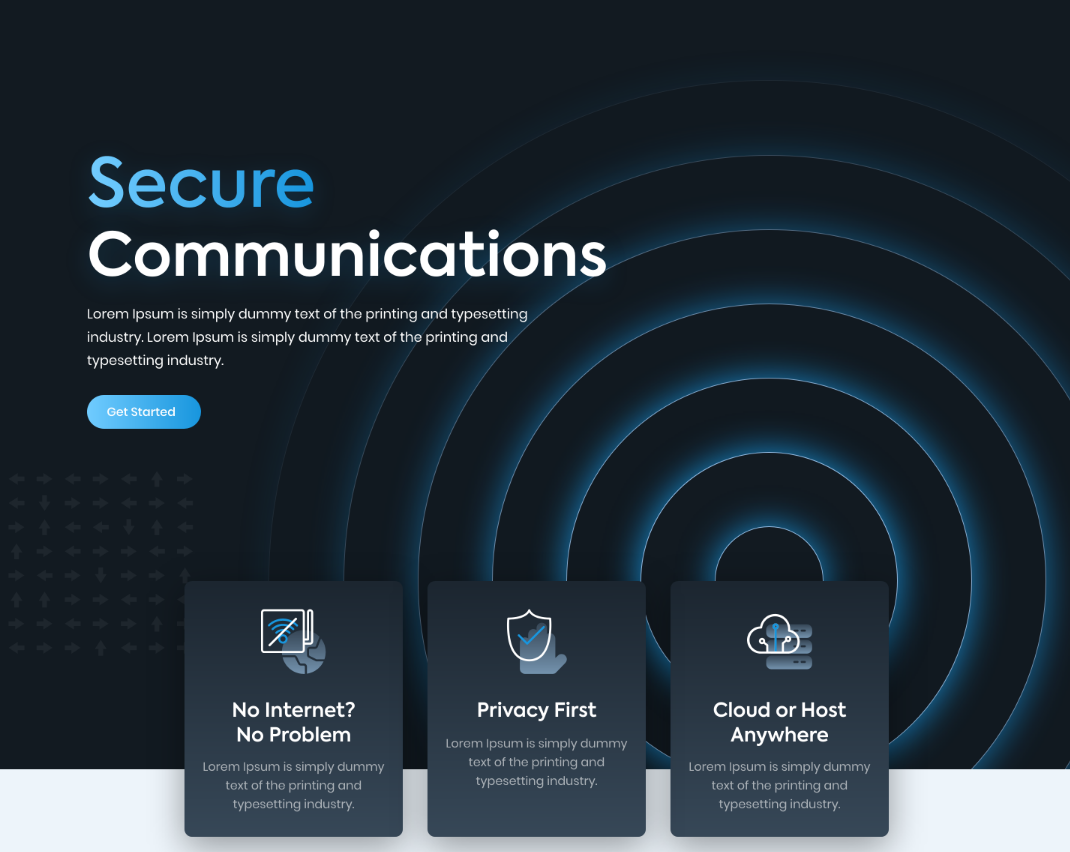 Secure
Communications
Lorem Ipsum is simply dummy text of the printing and typesetting
industry. Lorem Ipsum is simply dummy text of the printing and
typesetting industry.
Get Started
No Internet?
No Problem
Lorem Ipsum is simply dummy
text of the printing and
typesetting industry.
Privacy First
Lorem Ipsum is simply dummy
text of the printing and
typesetting industry.
Cloud or Host
Anywhere
Lorem Ipsum is simply dummy
text of the printing and
typesetting industry.